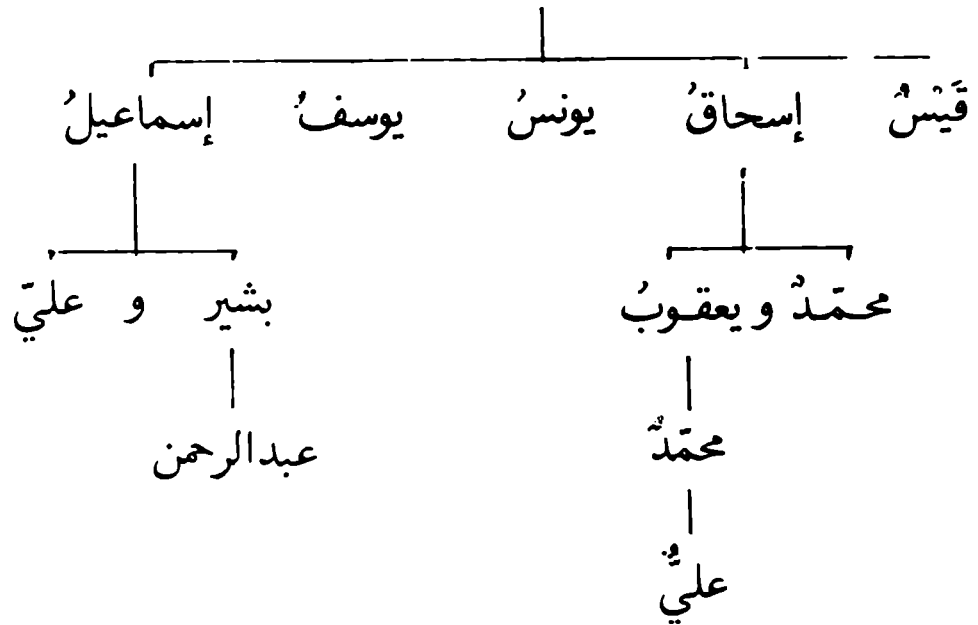 قَيْسٌ إسحاقُ يونسُ يوسفُ إسماعيلُ
محمّدٌ و يعقوبُ بشير و عليّ
محمّدٌ عبدالرحمن
عليٌّ